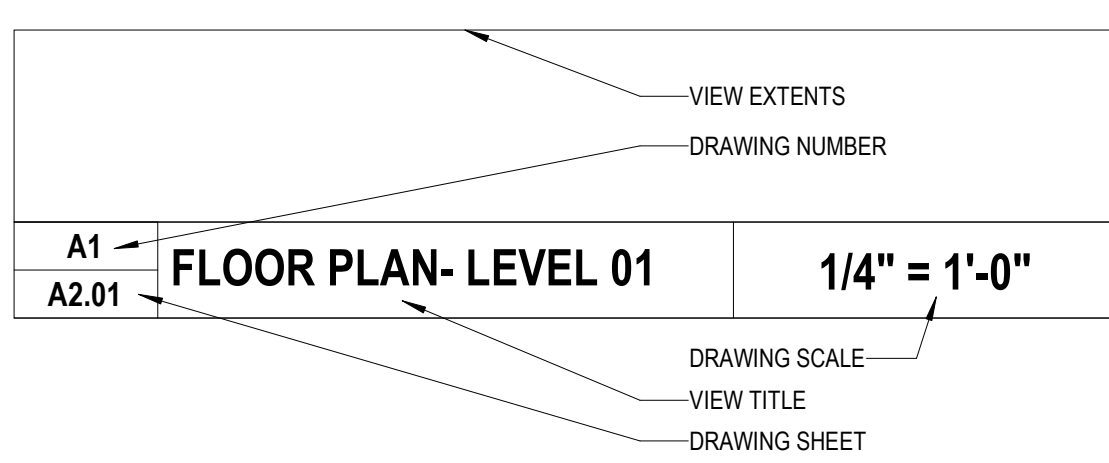 VIEW EXTENTS
DRAWING NUMBER
A1
A2.01
FLOOR PLAN- LEVEL 01
1/4" = 1'-0"
DRAWING SCALE
VIEW TITLE
DRAWING SHEET